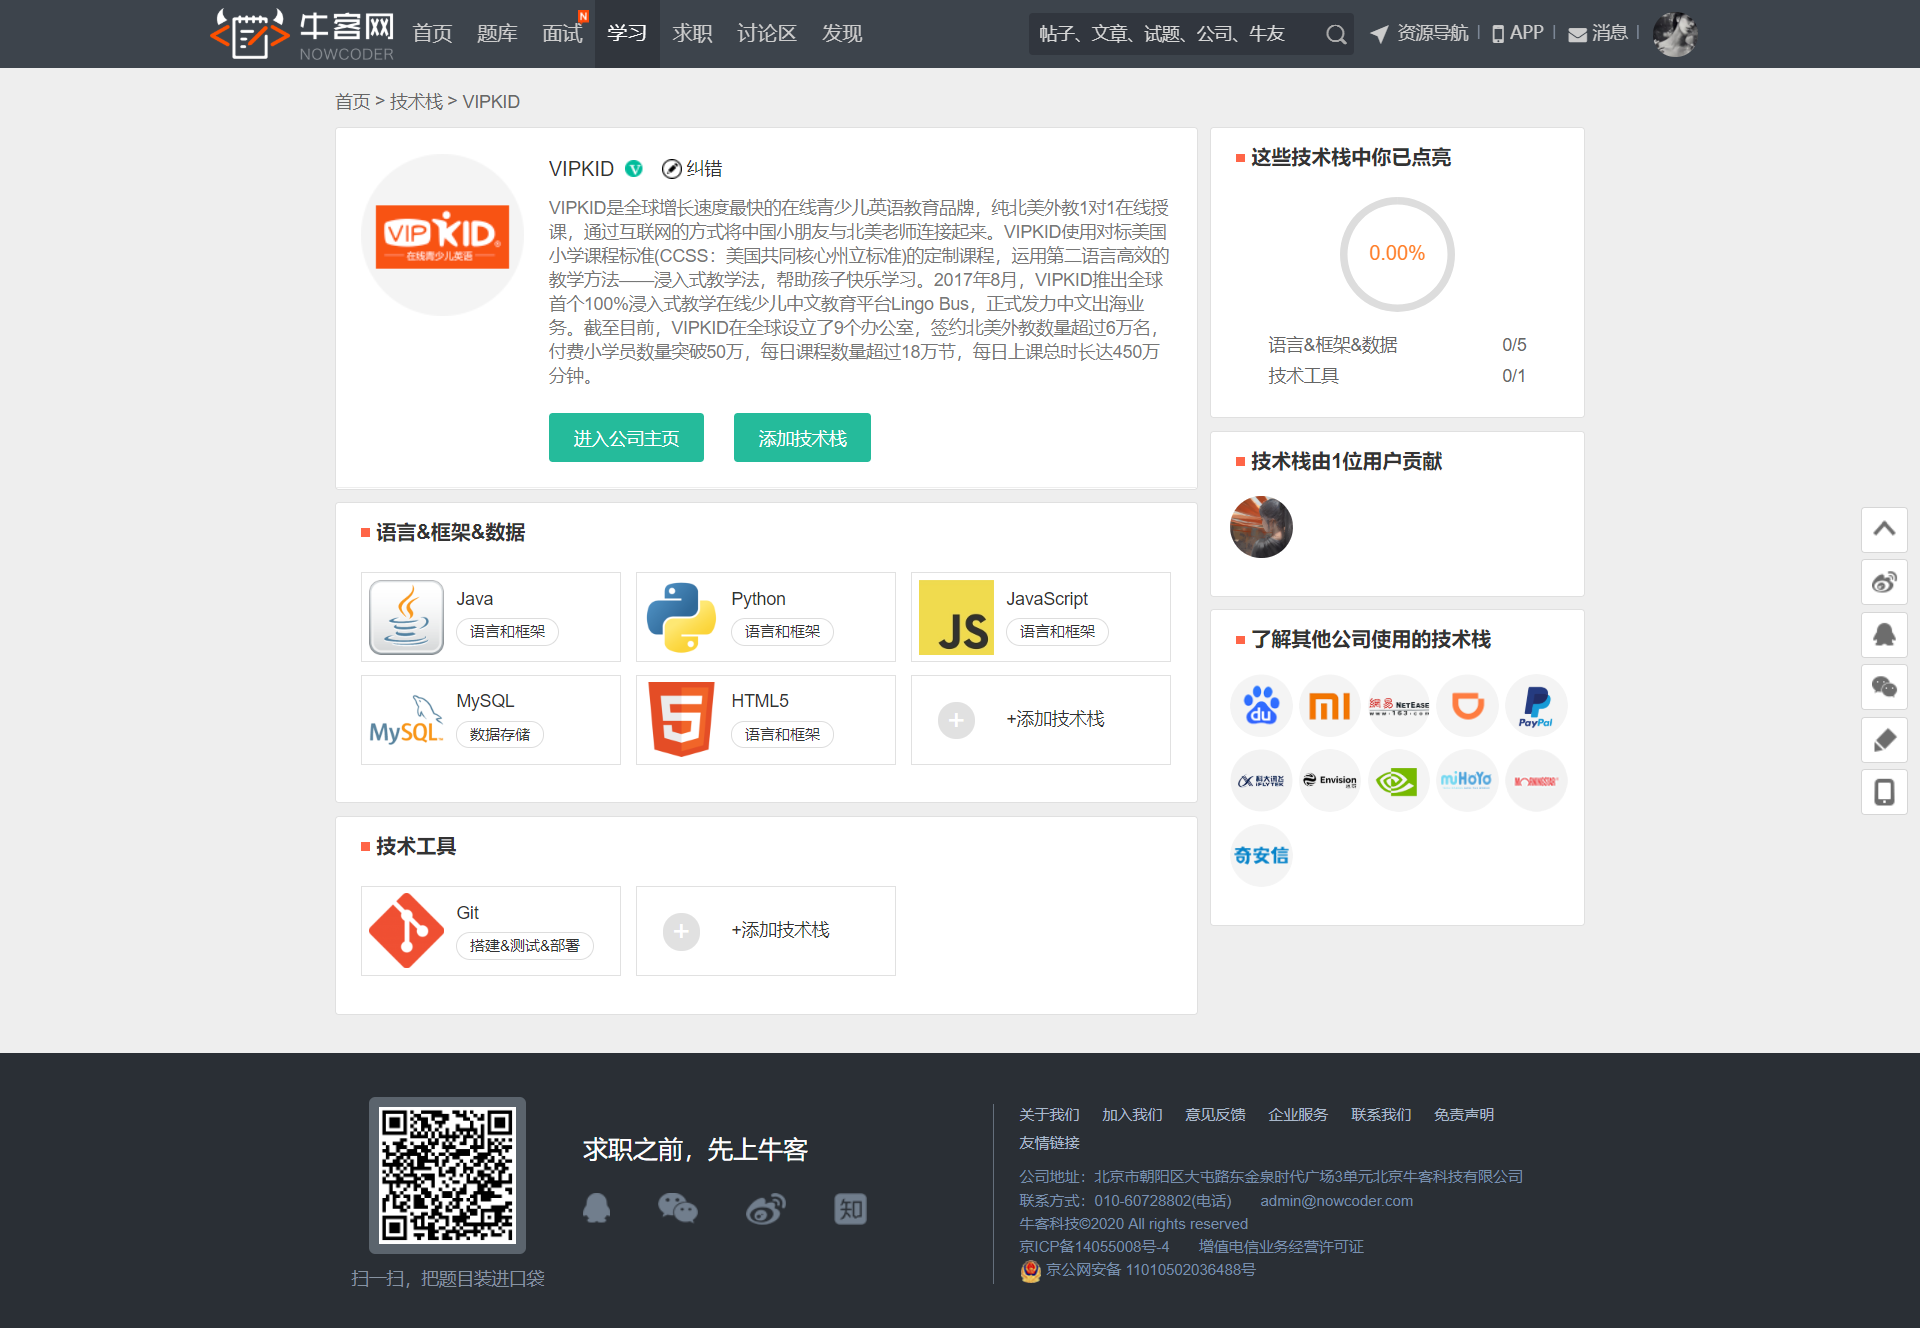 牛客网 NOWCODER 首页 题库 面试 N 学习 求职 讨论区 发现 帖子、文章、试题、公司、牛友 资源导航 APP 消息
首页 > 技术栈 > VIPKID
VIPKID 纠错
VIPKID 在线青少儿英语
VIPKID是全球增长速度最快的在线青少儿英语教育品牌，纯北美外教1对1在线授
课，通过互联网的方式将中国小朋友与北美老师连接起来。VIPKID使用对标美国
小学课程标准(CCSS：美国共同核心州立标准)的定制课程，运用第二语言高效的
教学方法——浸入式教学法，帮助孩子快乐学习。2017年8月，VIPKID推出全球
首个100%浸入式教学在线少儿中文教育平台Lingo Bus，正式发力中文出海业
务。截至目前，VIPKID在全球设立了9个办公室，签约北美外教数量超过6万名，
付费小学员数量突破50万，每日课程数量超过18万节，每日上课总时长达450万
分钟。
进入公司主页 添加技术栈
语言&框架&数据
Java
语言和框架
Python
语言和框架
JS
JavaScript
语言和框架
MySQL
MySQL
数据存储
HTML5
语言和框架
+添加技术栈
技术工具
Git
搭建&测试&部署
+添加技术栈
这些技术栈中你已点亮
0.00%
语言&框架&数据 0/5
技术工具 0/1
技术栈由1位用户贡献
了解其他公司使用的技术栈
du mi 網易 NETEASE www.163.com PayPal
科大讯飞 IFLYTEK Envision miHoYo MORNINGSTAR
奇安信
求职之前，先上牛客
知
扫一扫，把题目装进口袋
关于我们 加入我们 意见反馈 企业服务 联系我们 免责声明
友情链接
公司地址：北京市朝阳区大屯路东金泉时代广场3单元北京牛客科技有限公司
联系方式：010-60728802(电话) admin@nowcoder.com
牛客科技©2020 All rights reserved
京ICP备14055008号-4 增值电信业务经营许可证
京公网安备 11010502036488号